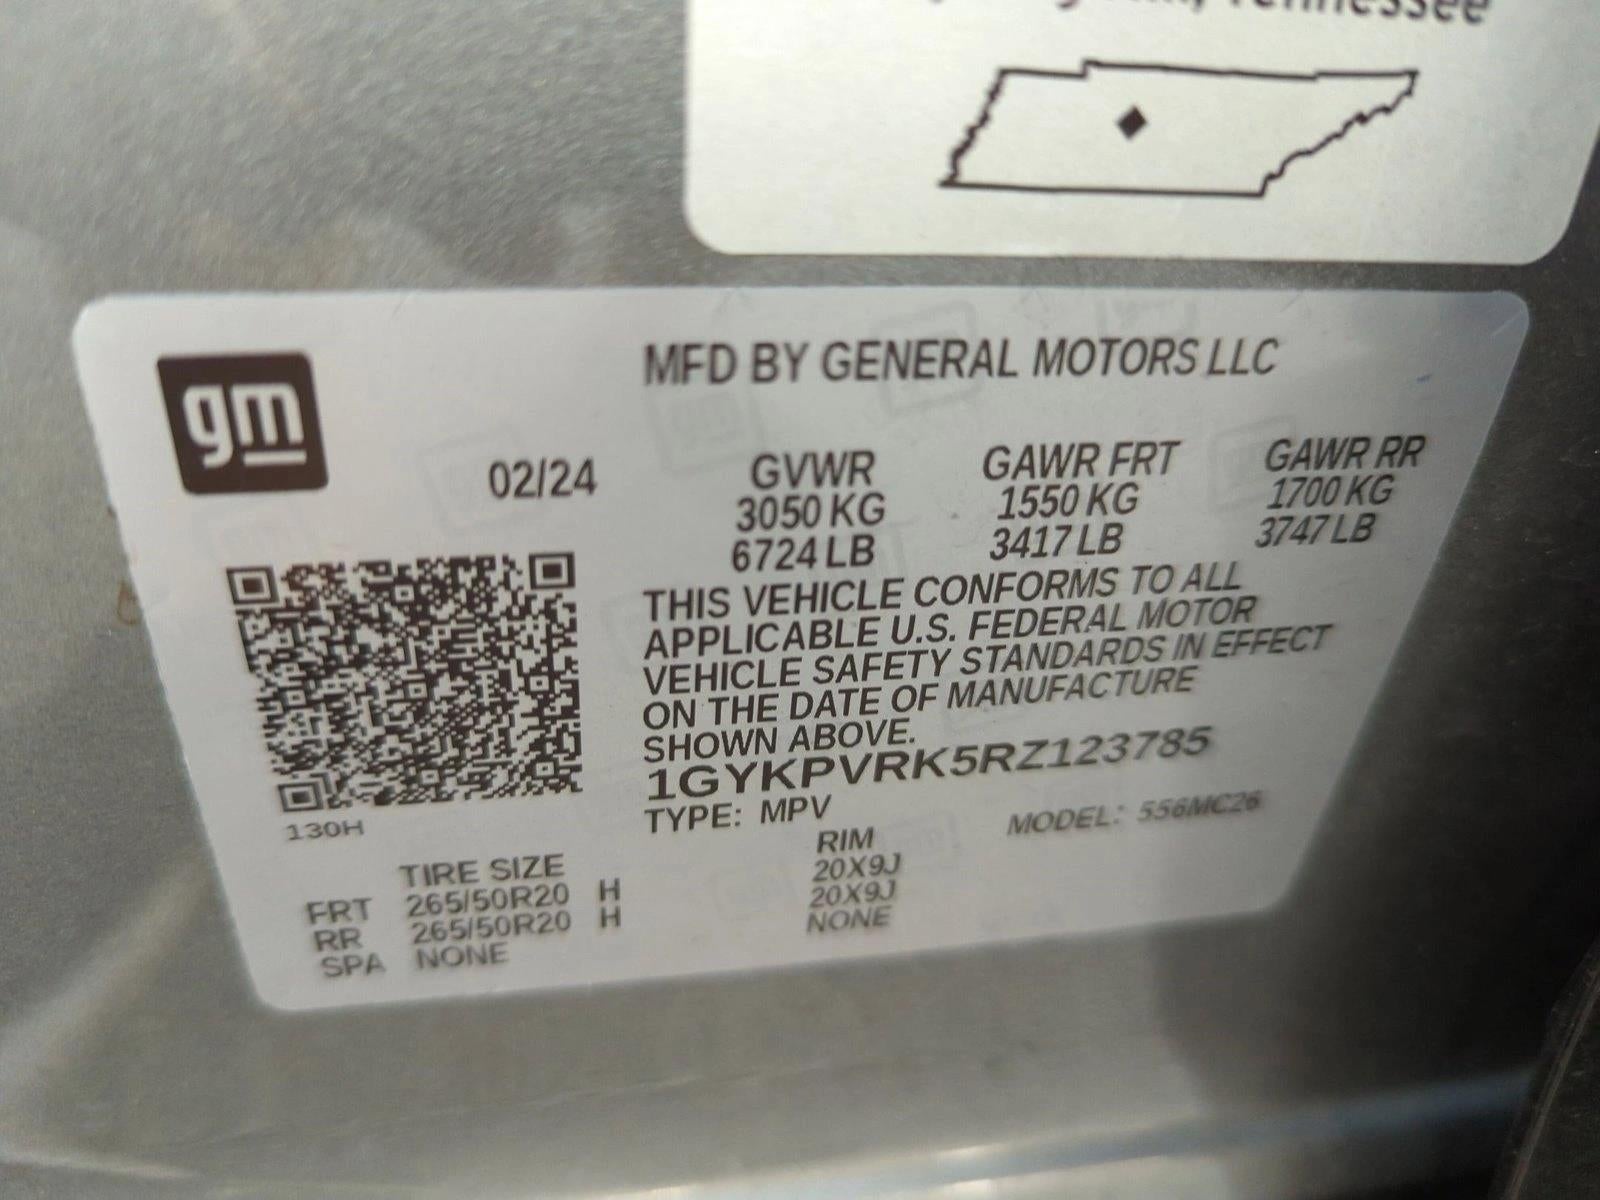 Tennessee
gm
MFD BY GENERAL MOTORS LLC
02/24
GVWR GAWR FRT GAWR RR
3050 KG 1550 KG 1700 KG
6724 LB 3417 LB 3747 LB
THIS VEHICLE CONFORMS TO ALL
APPLICABLE U.S. FEDERAL MOTOR
VEHICLE SAFETY STANDARDS IN EFFECT
ON THE DATE OF MANUFACTURE
SHOWN ABOVE.
1GYKPVRK5RZ123785
TYPE: MPV MODEL: 556MC26
130H
TIRE SIZE RIM
FRT 265/50R20 H 20X9J
RR 265/50R20 H 20X9J
SPA NONE NONE